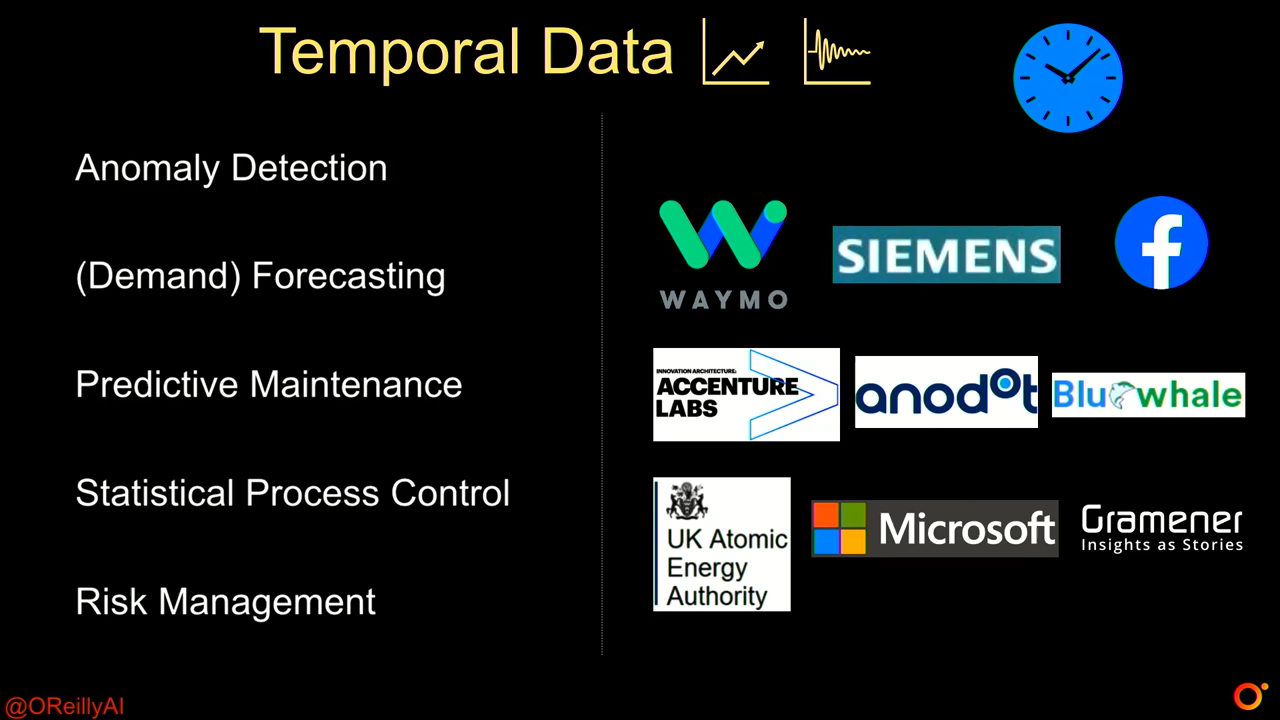 Temporal Data
Anomaly Detection
(Demand) Forecasting
Predictive Maintenance
Statistical Process Control
Risk Management
WAYMO
SIEMENS
f
INNOVATION ARCHITECTURE:
ACCENTURE
LABS
anodot
Bluwhale
UK Atomic
Energy
Authority
Microsoft
Gramener
Insights as Stories
@OReillyAI